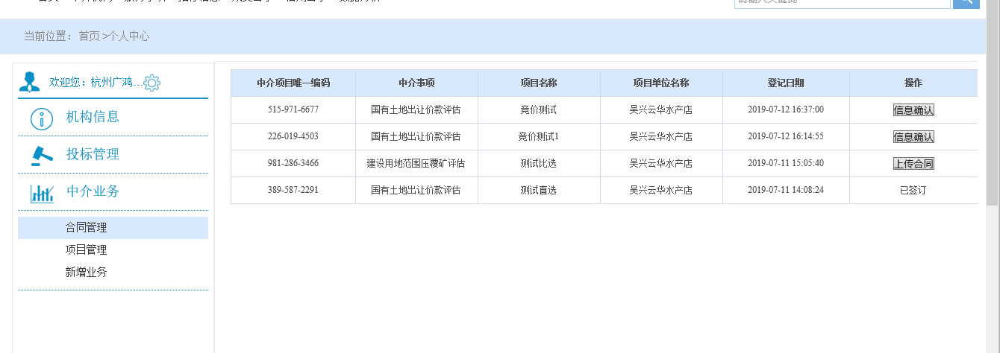 请输入关键词
当前位置： 首页 >个人中心
欢迎您：杭州广鸿...
机构信息
投标管理
中介业务
合同管理
项目管理
新增业务
中介项目唯一编码 中介事项 项目名称 项目单位名称 登记日期 操作
515-971-6677 国有土地出让价款评估 竟价测试 吴兴云华水产店 2019-07-12 16:37:00 信息确认
226-019-4503 国有土地出让价款评估 竟价测试1 吴兴云华水产店 2019-07-12 16:14:55 信息确认
981-286-3466 建设用地范围压覆矿评估 测试比选 吴兴云华水产店 2019-07-11 15:05:40 上传合同
389-587-2291 国有土地出让价款评估 测试直选 吴兴云华水产店 2019-07-11 14:08:24 已签订